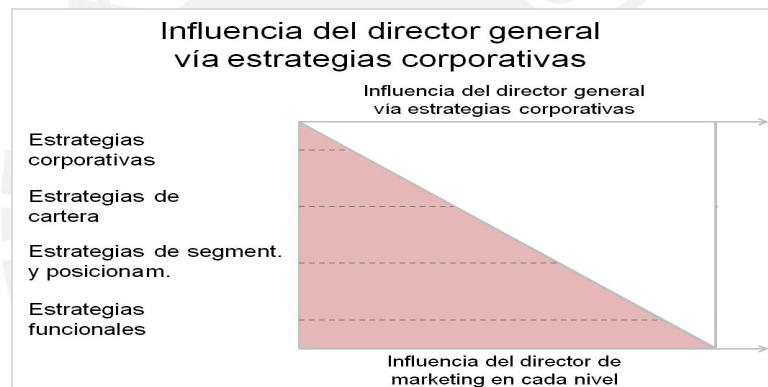 Influencia del director general
vía estrategias corporativas
Influencia del director general
vía estrategias corporativas
Estrategias
corporativas
Estrategias de
cartera
Estrategias de segment.
y posicionam.
Estrategias
funcionales
Influencia del director de
marketing en cada nivel